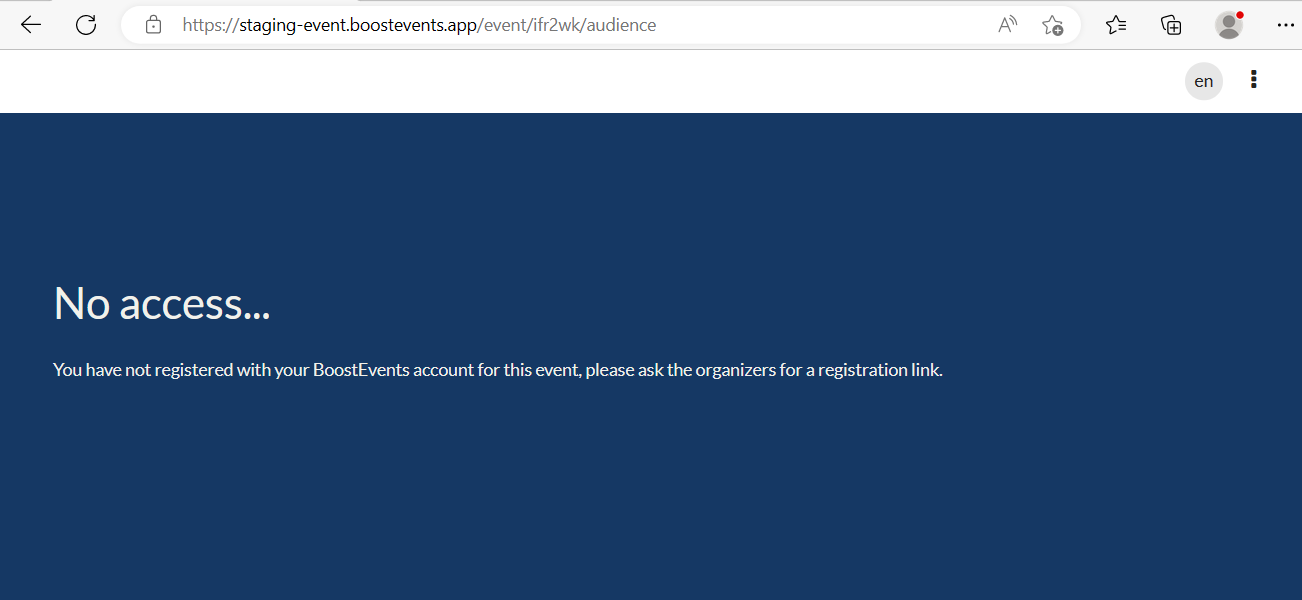 https://staging-event.boostevents.app/event/ifr2wk/audience
en
No access...
You have not registered with your BoostEvents account for this event, please ask the organizers for a registration link.